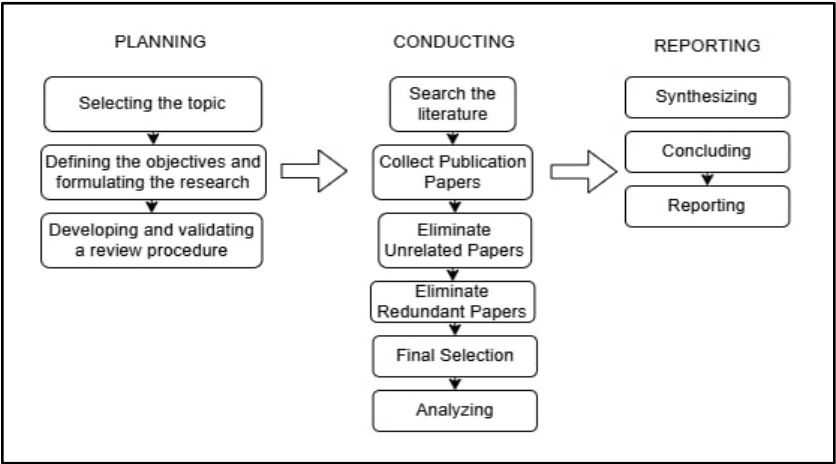 PLANNING
Selecting the topic
Defining the objectives and
formulating the research
Developing and validating
a review procedure
CONDUCTING
Search the
literature
Collect Publication
Papers
Eliminate
Unrelated Papers
Eliminate
Redundant Papers
Final Selection
Analyzing
REPORTING
Synthesizing
Concluding
Reporting